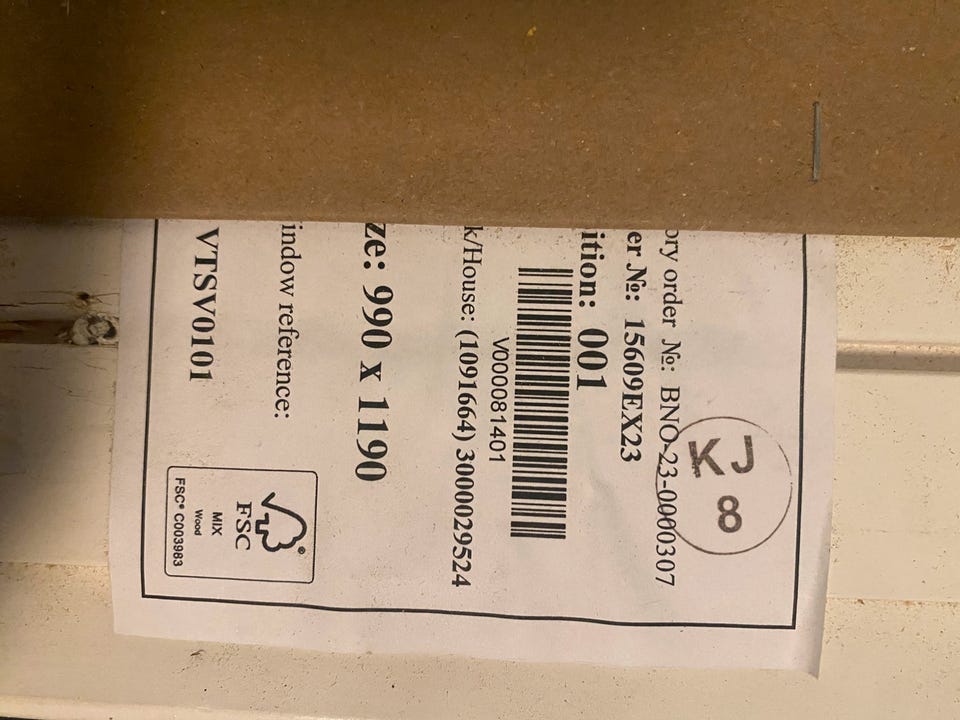 ory order №: BNO-23-0000307
er №: 15609EX23
ition: 001
V000081401
k/House: (1091664) 3000029524
ze: 990 x 1190
indow reference:
VTSV0101
KJ
8
FSC®
MIX
Wood
FSC® C003983